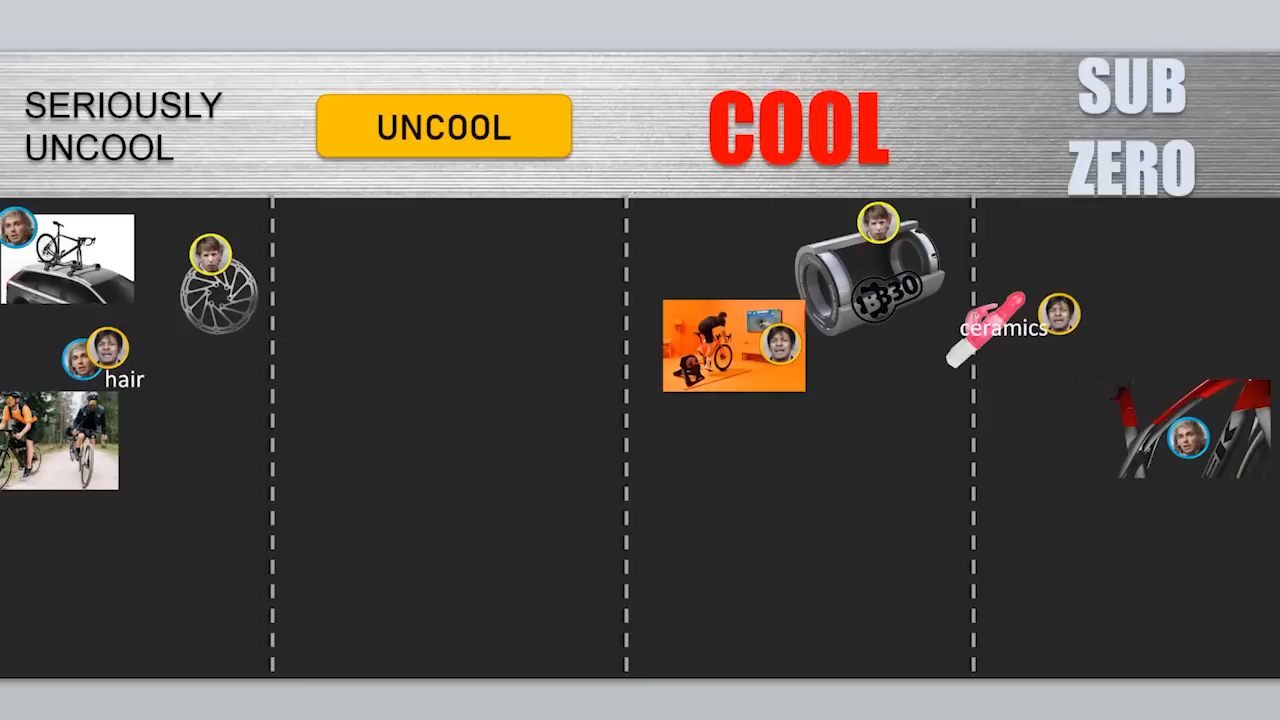 SERIOUSLY
UNCOOL
UNCOOL
COOL
SUB
ZERO
BB30
ceramics
hair